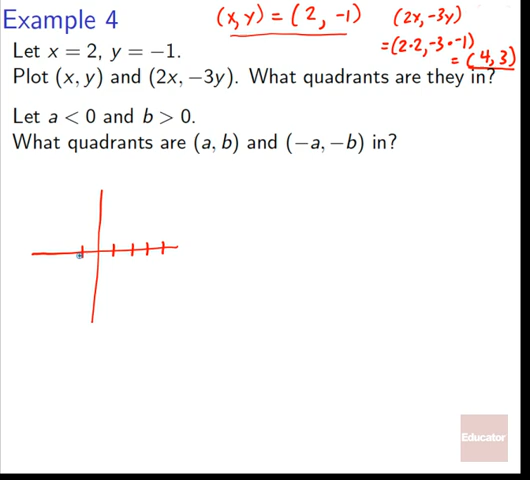 Example 4
(x, y) = (2, -1)
(2x, -3y)
= (2·2, -3·-1)
= (4, 3)
Let x = 2, y = −1.
Plot (x, y) and (2x, −3y). What quadrants are they in?
Let a < 0 and b > 0.
What quadrants are (a, b) and (−a, −b) in?
Educator